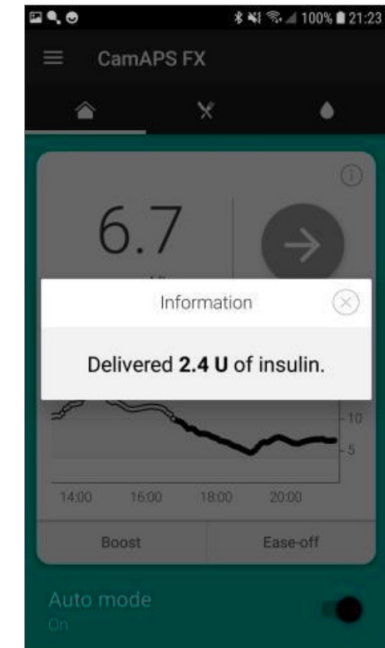 100% 21:23
CamAPS FX
6.7
Information
Delivered 2.4 U of insulin.
10
5
14:00 16:00 18:00 20:00
Boost Ease-off
Auto mode
On